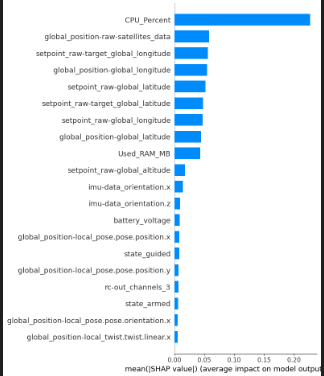 CPU_Percent
global_position-raw-satellites_data
setpoint_raw-target_global_longitude
global_position-global_longitude
setpoint_raw-global_latitude
setpoint_raw-target_global_latitude
setpoint_raw-global_longitude
global_position-global_latitude
Used_RAM_MB
setpoint_raw-global_altitude
imu-data_orientation.x
imu-data_orientation.z
battery_voltage
global_position-local_pose.pose.position.x
state_guided
global_position-local_pose.pose.position.y
rc-out_channels_3
state_armed
global_position-local_pose.pose.orientation.x
global_position-local_twist.twist.linear.x
0.00 0.05 0.10 0.15 0.20
mean(|SHAP value|) (average impact on model output